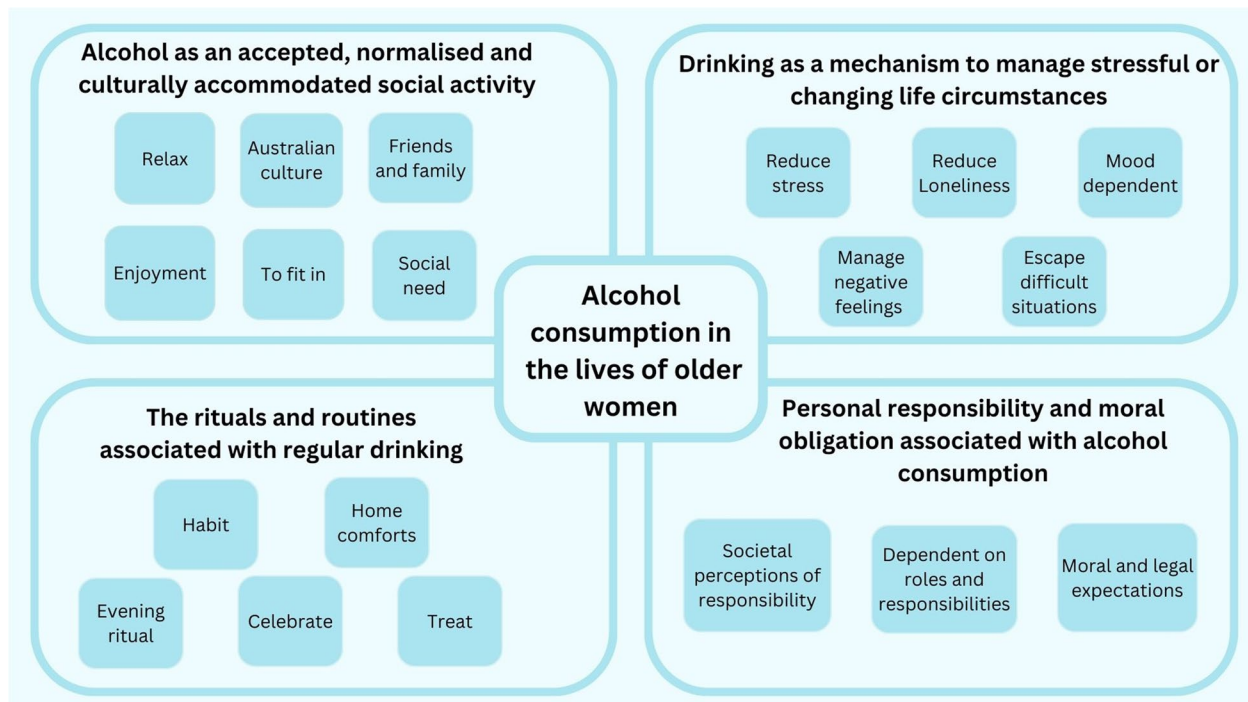 Alcohol as an accepted, normalised and
culturally accommodated social activity
Relax
Australian
culture
Friends
and family
Enjoyment
To fit in
Social
need
Drinking as a mechanism to manage stressful or
changing life circumstances
Reduce
stress
Reduce
Loneliness
Mood
dependent
Manage
negative
feelings
Escape
difficult
situations
Alcohol
consumption in
the lives of older
women
The rituals and routines
associated with regular drinking
Habit
Home
comforts
Evening
ritual
Celebrate
Treat
Personal responsibility and moral
obligation associated with alcohol
consumption
Societal
perceptions of
responsibility
Dependent on
roles and
responsibilities
Moral and legal
expectations